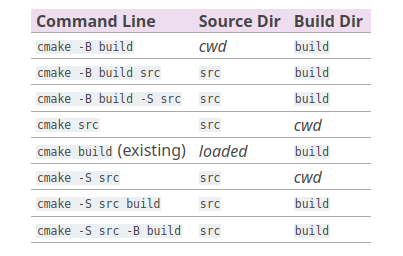 Command Line Source Dir Build Dir
cmake -B build cwd build
cmake -B build src src build
cmake -B build -S src src build
cmake src src cwd
cmake build (existing) loaded build
cmake -S src src cwd
cmake -S src build src build
cmake -S src -B build src build